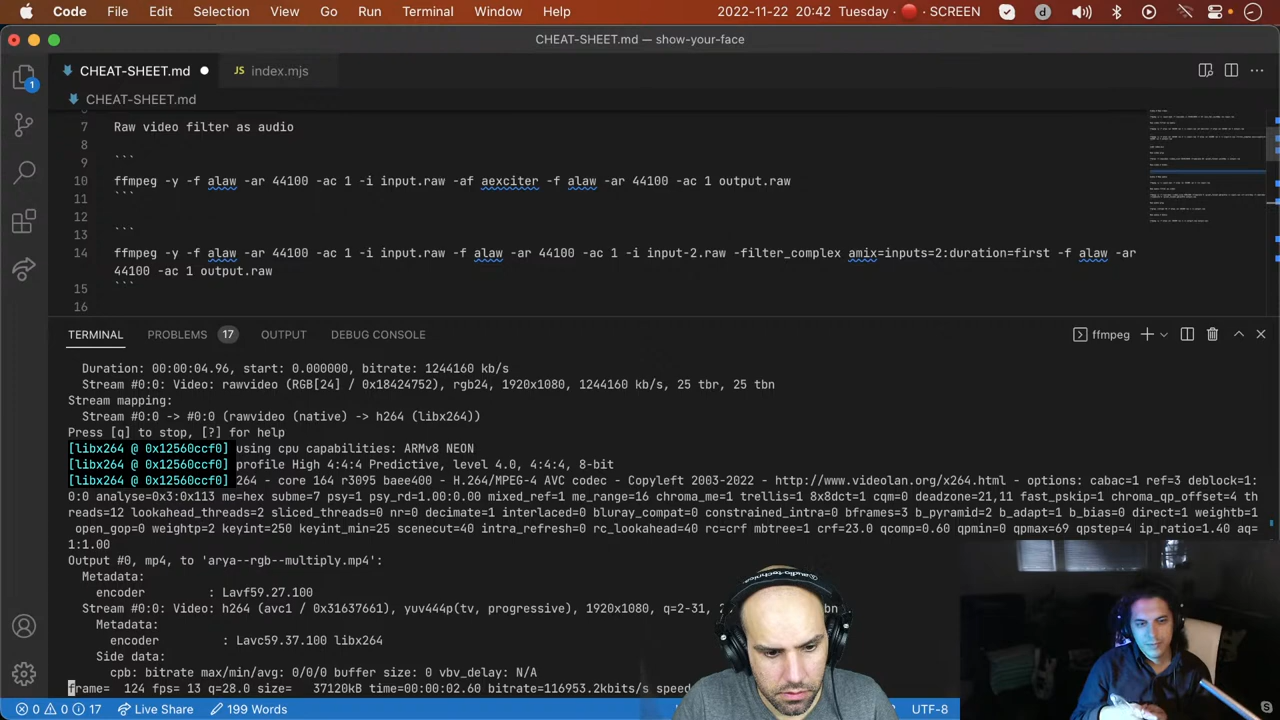 Code File Edit Selection View Go Run Terminal Window Help 2022-11-22 20:42 Tuesday SCREEN
CHEAT-SHEET.md — show-your-face
CHEAT-SHEET.md JS index.mjs
1
CHEAT-SHEET.md
7 Raw video filter as audio
8
9 ```
10 ffmpeg -y -f alaw -ar 44100 -ac 1 -i input.raw -af aexciter -f alaw -ar 44100 -ac 1 output.raw
11 ```
12
13 ```
14 ffmpeg -y -f alaw -ar 44100 -ac 1 -i input.raw -f alaw -ar 44100 -ac 1 -i input-2.raw -filter_complex amix=inputs=2:duration=first -f alaw -ar
44100 -ac 1 output.raw
15 ```
16
TERMINAL PROBLEMS 17 OUTPUT DEBUG CONSOLE ffmpeg
Duration: 00:00:04.96, start: 0.000000, bitrate: 1244160 kb/s
Stream #0:0: Video: rawvideo (RGB[24] / 0x18424752), rgb24, 1920x1080, 1244160 kb/s, 25 tbr, 25 tbn
Stream mapping:
Stream #0:0 -> #0:0 (rawvideo (native) -> h264 (libx264))
Press [q] to stop, [?] for help
[libx264 @ 0x12560ccf0] using cpu capabilities: ARMv8 NEON
[libx264 @ 0x12560ccf0] profile High 4:4:4 Predictive, level 4.0, 4:4:4, 8-bit
[libx264 @ 0x12560ccf0] 264 - core 164 r3095 baee400 - H.264/MPEG-4 AVC codec - Copyleft 2003-2022 - http://www.videolan.org/x264.html - options: cabac=1 ref=3 deblock=1:
0:0 analyse=0x3:0x113 me=hex subme=7 psy=1 psy_rd=1.00:0.00 mixed_ref=1 me_range=16 chroma_me=1 trellis=1 8x8dct=1 cqm=0 deadzone=21,11 fast_pskip=1 chroma_qp_offset=4 th
reads=12 lookahead_threads=2 sliced_threads=0 nr=0 decimate=1 interlaced=0 bluray_compat=0 constrained_intra=0 bframes=3 b_pyramid=2 b_adapt=1 b_bias=0 direct=1 weightb=1
open_gop=0 weightp=2 keyint=250 keyint_min=25 scenecut=40 intra_refresh=0 rc_lookahead=40 rc=crf mbtree=1 crf=23.0 qcomp=0.60 qpmin=0 qpmax=69 qpstep=4 ip_ratio=1.40 aq=
1:1.00
Output #0, mp4, to 'arya--rgb--multiply.mp4':
Metadata:
encoder : Lavf59.27.100
Stream #0:0: Video: h264 (avc1 / 0x31637661), yuv444p(tv, progressive), 1920x1080, q=2-31,
Metadata:
encoder : Lavc59.37.100 libx264
Side data:
cpb: bitrate max/min/avg: 0/0/0 buffer size: 0 vbv_delay: N/A
frame= 124 fps= 13 q=28.0 size= 37120kB time=00:00:02.60 bitrate=116953.2kbits/s speed
0 0 17 Live Share 199 Words UTF-8
audio-technica